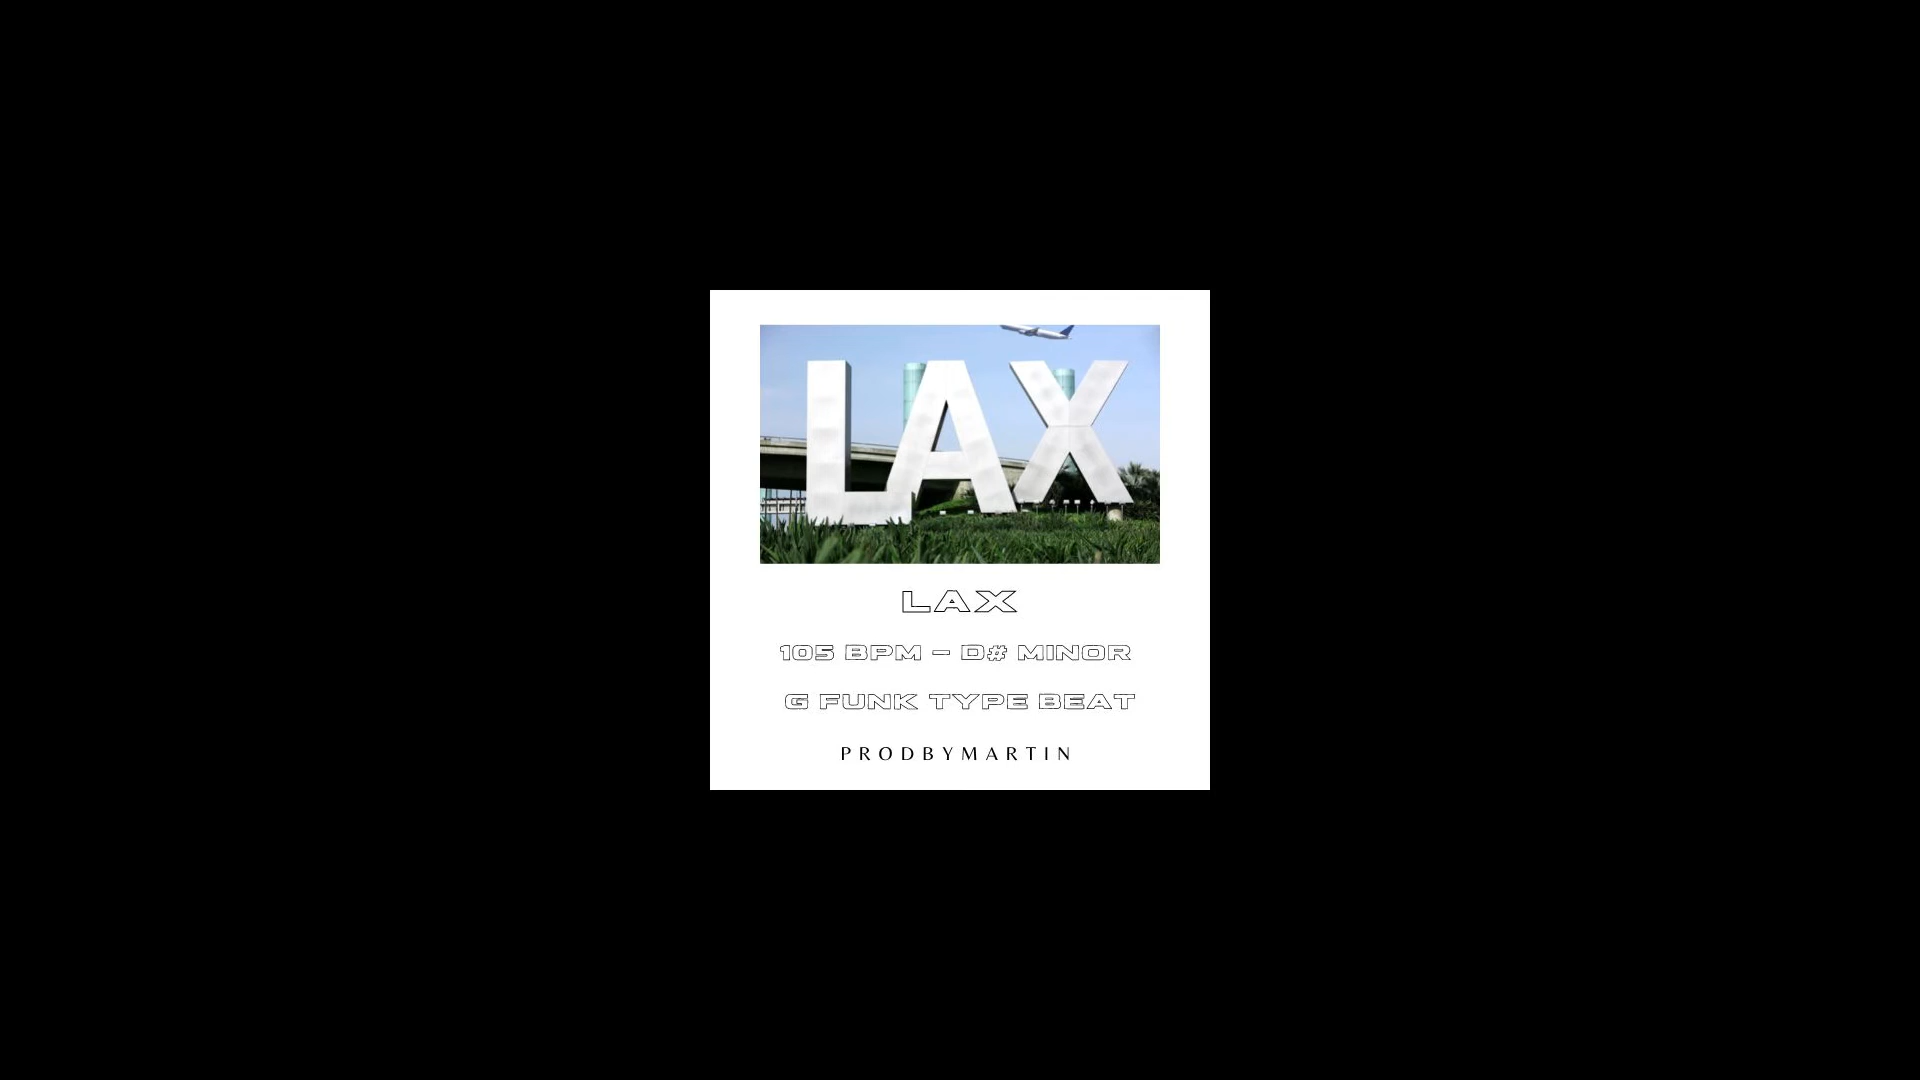 LAX
LAX
105 BPM - D# MINOR
G FUNK TYPE BEAT
PRODBYMARTIN